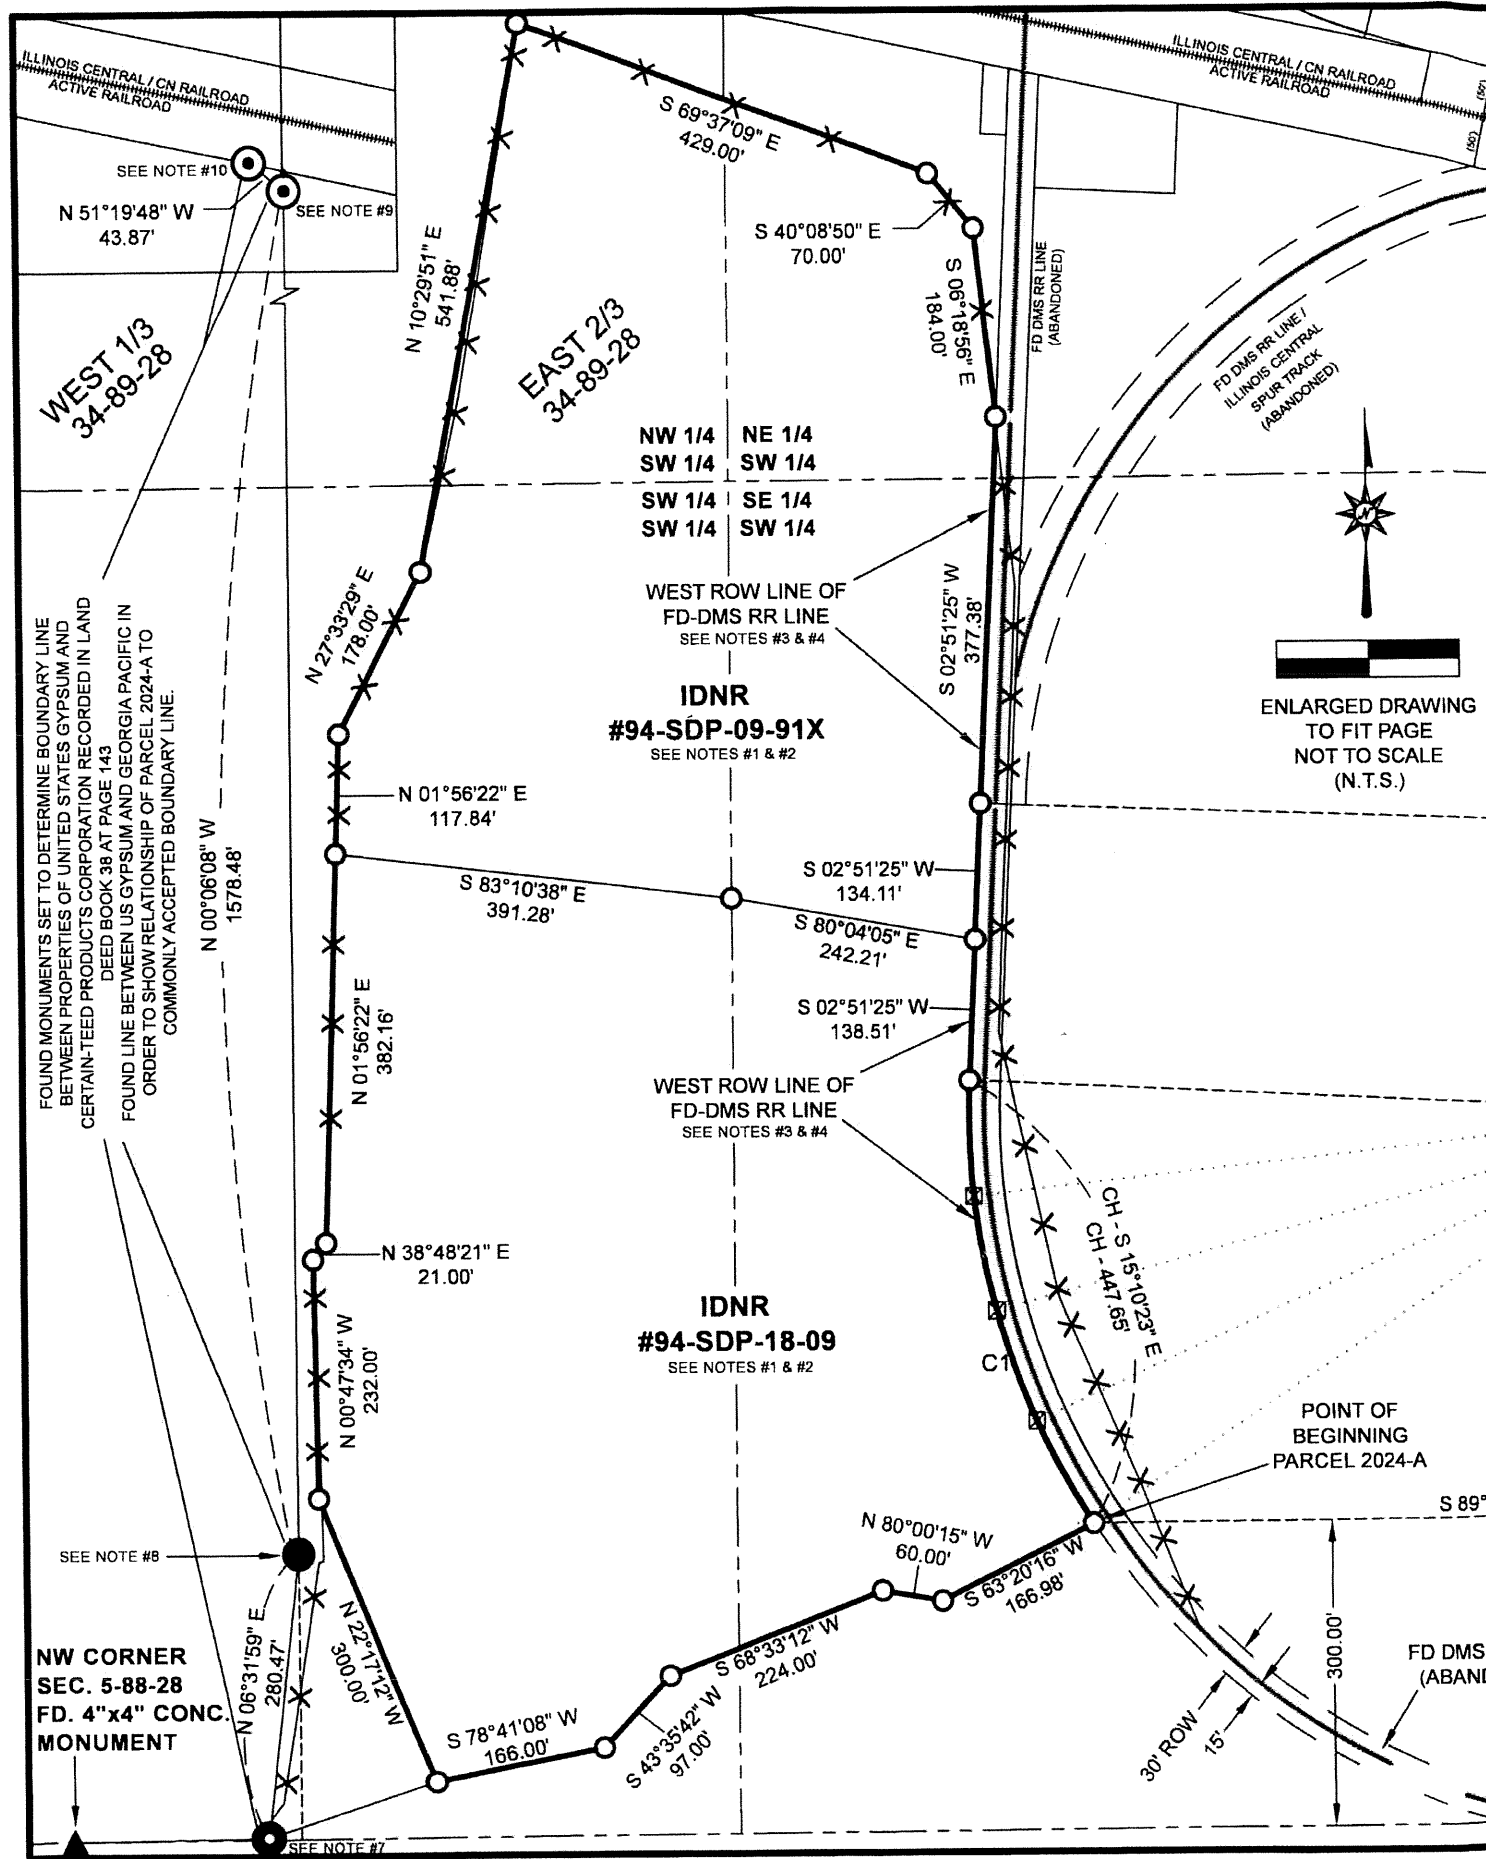 ILLINOIS CENTRAL / CN RAILROAD
ACTIVE RAILROAD
ILLINOIS CENTRAL / CN RAILROAD
ACTIVE RAILROAD
(50')
(50')
SEE NOTE #10
N 51°19'48" W
43.87'
SEE NOTE #9
S 69°37'09" E
429.00'
S 40°08'50" E
70.00'
S 06°18'56" E
184.00'
FD DMS RR LINE
(ABANDONED)
FD DMS RR LINE /
ILLINOIS CENTRAL
SPUR TRACK
(ABANDONED)
N 10°29'51" E
541.88'
WEST 1/3
34-89-28
EAST 2/3
34-89-28
NW 1/4 NE 1/4
SW 1/4 SW 1/4
SW 1/4 SE 1/4
SW 1/4 SW 1/4
N
WEST ROW LINE OF
FD-DMS RR LINE
SEE NOTES #3 & #4
S 02°51'25" W
377.38'
N 27°33'29" E
178.00'
ENLARGED DRAWING
TO FIT PAGE
NOT TO SCALE
(N.T.S.)
FOUND MONUMENTS SET TO DETERMINE BOUNDARY LINE
BETWEEN PROPERTIES OF UNITED STATES GYPSUM AND
CERTAIN-TEED PRODUCTS CORPORATION RECORDED IN LAND
DEED BOOK 38 AT PAGE 143
FOUND LINE BETWEEN US GYPSUM AND GEORGIA PACIFIC IN
ORDER TO SHOW RELATIONSHIP OF PARCEL 2024-A TO
COMMONLY ACCEPTED BOUNDARY LINE.
N 00°06'08" W
1578.48'
IDNR
#94-SDP-09-91X
SEE NOTES #1 & #2
N 01°56'22" E
117.84'
S 83°10'38" E
391.28'
S 02°51'25" W
134.11'
S 80°04'05" E
242.21'
S 02°51'25" W
138.51'
N 01°56'22" E
382.16'
WEST ROW LINE OF
FD-DMS RR LINE
SEE NOTES #3 & #4
CH - S 15°10'23" E
CH - 447.65'
N 38°48'21" E
21.00'
IDNR
#94-SDP-18-09
SEE NOTES #1 & #2
C1
N 00°47'34" W
232.00'
POINT OF
BEGINNING
PARCEL 2024-A
S 89°
N 80°00'15" W
60.00'
S 63°20'16" W
166.98'
SEE NOTE #8
N 06°31'59" E
280.47'
N 22°17'12" W
300.00'
S 68°33'12" W
224.00'
S 43°35'42" W
97.00'
S 78°41'08" W
166.00'
300.00'
30' ROW
15'
FD DMS
(ABAND
NW CORNER
SEC. 5-88-28
FD. 4"x4" CONC.
MONUMENT
SEE NOTE #7